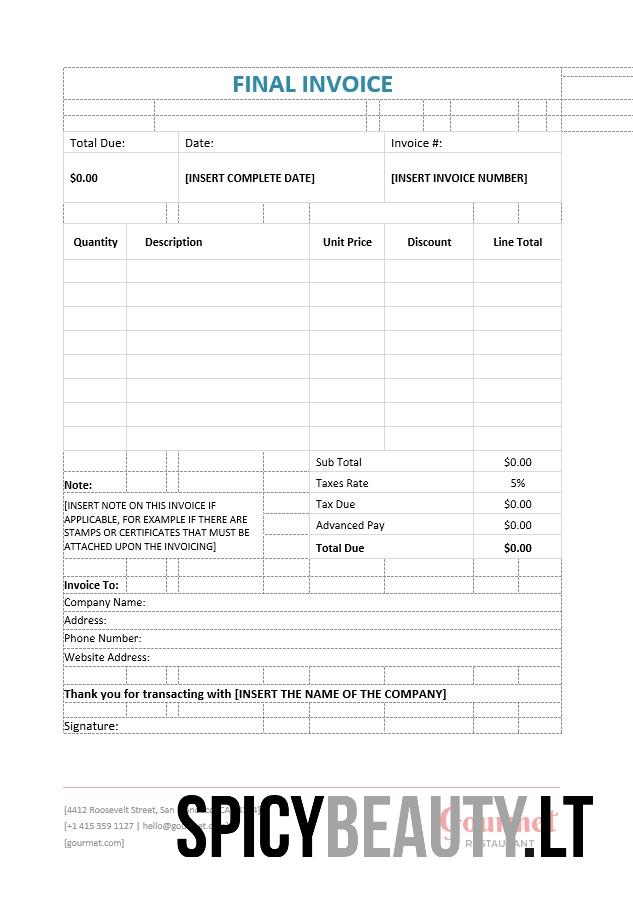 FINAL INVOICE
Total Due: Date: Invoice #:
$0.00 [INSERT COMPLETE DATE] [INSERT INVOICE NUMBER]
Quantity Description Unit Price Discount Line Total
Sub Total $0.00
Note: Taxes Rate 5%
[INSERT NOTE ON THIS INVOICE IF
APPLICABLE, FOR EXAMPLE IF THERE ARE
STAMPS OR CERTIFICATES THAT MUST BE
ATTACHED UPON THE INVOICING]
Tax Due $0.00
Advanced Pay $0.00
Total Due $0.00
Invoice To:
Company Name:
Address:
Phone Number:
Website Address:
Thank you for transacting with [INSERT THE NAME OF THE COMPANY]
Signature:
[4412 Roosevelt Street, San
[+1 415 359 1127 |
[gourmet.com]
SPICYBEAUTY.LT
Gourmet
RESTAURANT